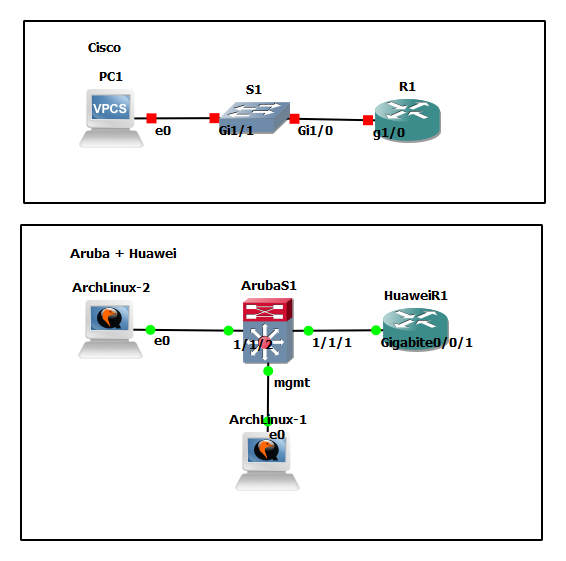 Cisco
PC1
S1
R1
VPCS
e0
Gi1/1
Gi1/0
g1/0
Aruba + Huawei
ArchLinux-2
ArubaS1
HuaweiR1
e0
1/1/2
1/1/1
Gigabite0/0/1
mgmt
ArchLinux-1
e0